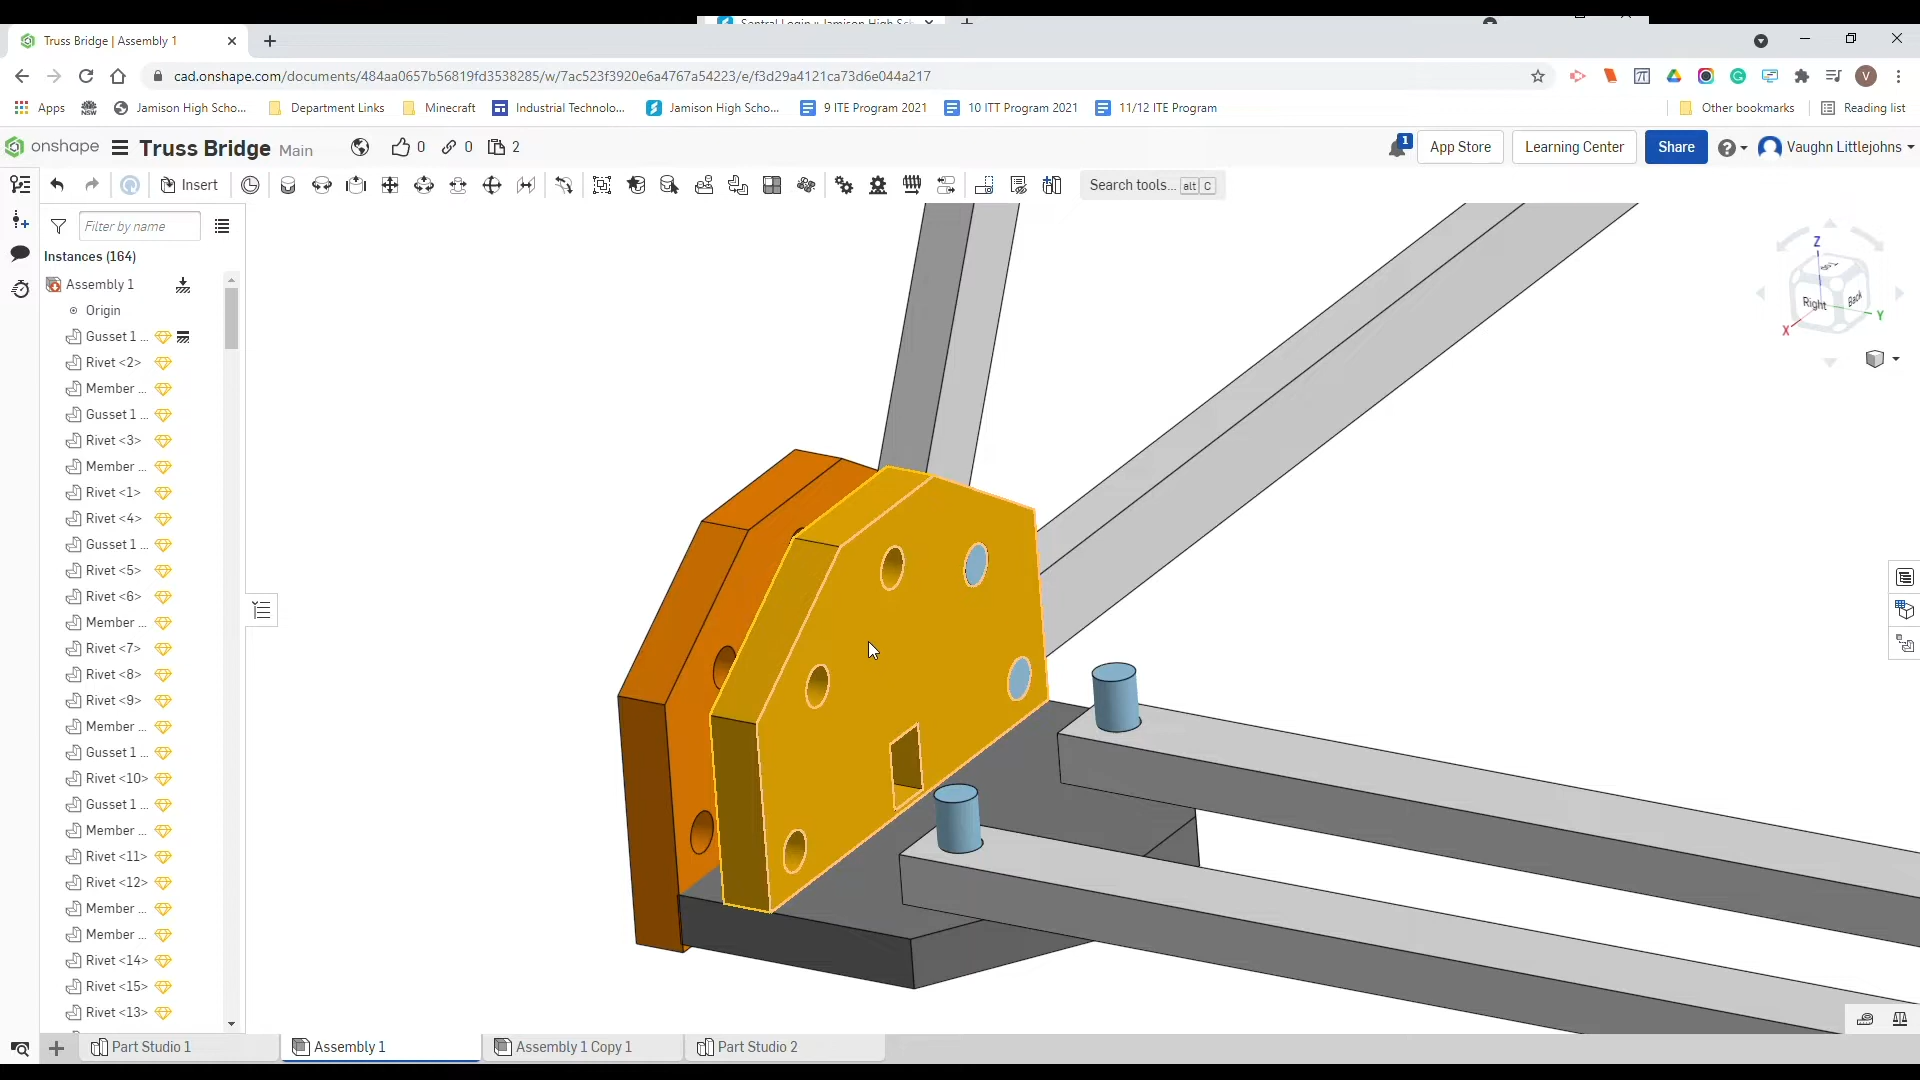 Truss Bridge | Assembly 1
cad.onshape.com/documents/484aa0657b56819fd3538285/w/7ac523f3920e6a4767a54223/e/f3d29a4121ca73d6e044a217
Apps
Jamison High Scho...
Department Links
Minecraft
Industrial Technolo...
Jamison High Scho...
9 ITE Program 2021
10 ITT Program 2021
11/12 ITE Program
Other bookmarks
Reading list
onshape
Truss Bridge Main
0
0
2
1
App Store
Learning Center
Share
Vaughn Littlejohns
Insert
Search tools... alt C
Filter by name
Instances (164)
Assembly 1
Origin
Gusset 1 ...
Rivet <2>
Member ...
Gusset 1 ...
Rivet <3>
Member ...
Rivet <1>
Rivet <4>
Gusset 1 ...
Rivet <5>
Rivet <6>
Member ...
Rivet <7>
Rivet <8>
Rivet <9>
Member ...
Gusset 1 ...
Rivet <10>
Gusset 1 ...
Member ...
Rivet <11>
Rivet <12>
Member ...
Member ...
Rivet <14>
Rivet <15>
Rivet <13>
Z
Right
Back
X
Y
Part Studio 1
Assembly 1
Assembly 1 Copy 1
Part Studio 2